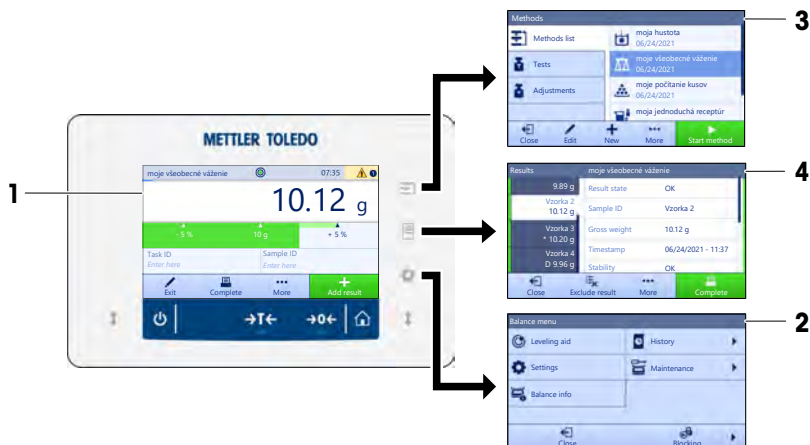 METTLER TOLEDO
1
moje všeobecné váženie 07:35
10.12 g
- 5 % 10 g + 5 %
Task ID Sample ID
Enter here Enter here
Exit Complete More Add result
→T← →0←
3
Methods
Methods list
Tests
Adjustments
moja hustota
06/24/2021
moje všeobecné váženie
06/24/2021
moje počítanie kusov
06/24/2021
moja jednoduchá receptúr
Close Edit New More Start method
4
Results moje všeobecné váženie
9.89 g
Vzorka 2
10.12 g
Vzorka 3
* 10.20 g
Vzorka 4
D 9.96 g
Result state OK
Sample ID Vzorka 2
Gross weight 10.12 g
Timestamp 06/24/2021 - 11:37
Stability OK
Close Exclude result More Complete
2
Balance menu
Leveling aid History
Settings Maintenance
Balance info
Close Blocking